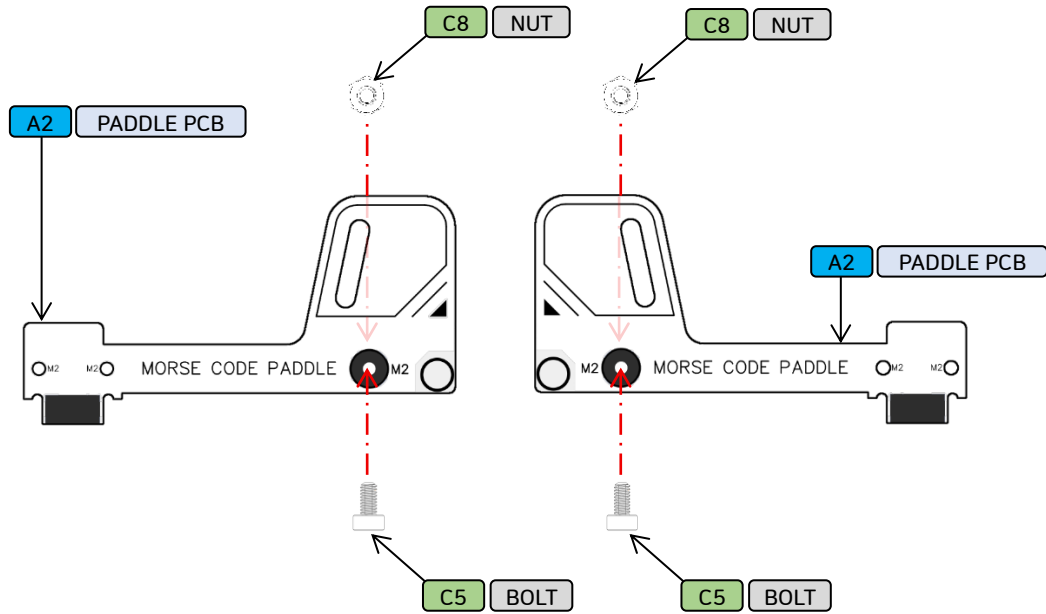 C8 NUT
C8 NUT
A2 PADDLE PCB
A2 PADDLE PCB
M2 M2 MORSE CODE PADDLE M2
M2 MORSE CODE PADDLE M2 M2
C5 BOLT
C5 BOLT